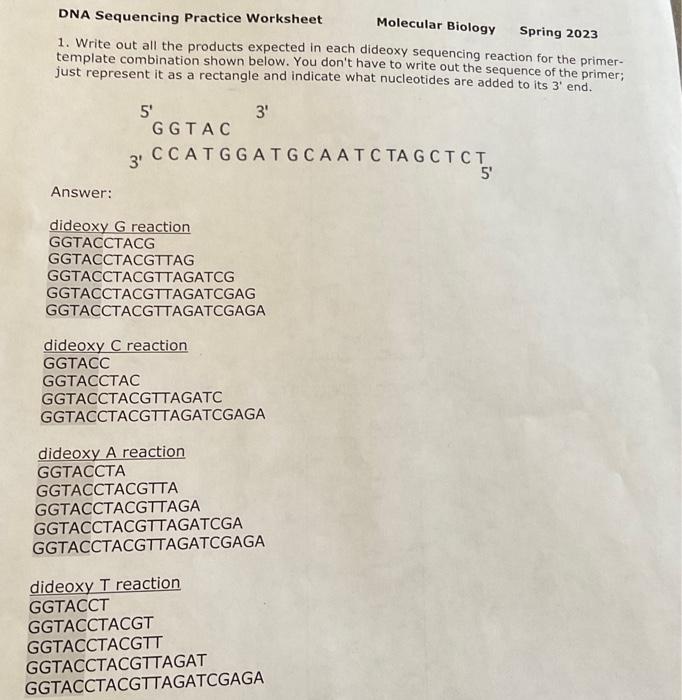 DNA Sequencing Practice Worksheet Molecular Biology Spring 2023
1. Write out all the products expected in each dideoxy sequencing reaction for the primer-
template combination shown below. You don't have to write out the sequence of the primer;
just represent it as a rectangle and indicate what nucleotides are added to its 3' end.
5' 3'
G G T A C
3' C C A T G G A T G C A A T C T A G C T C T 5'
Answer:
dideoxy G reaction
GGTACCTACG
GGTACCTACGTTAG
GGTACCTACGTTAGATCG
GGTACCTACGTTAGATCGAG
GGTACCTACGTTAGATCGAGA
dideoxy C reaction
GGTACC
GGTACCTAC
GGTACCTACGTTAGATC
GGTACCTACGTTAGATCGAGA
dideoxy A reaction
GGTACCTA
GGTACCTACGTTA
GGTACCTACGTTAGA
GGTACCTACGTTAGATCGA
GGTACCTACGTTAGATCGAGA
dideoxy T reaction
GGTACCT
GGTACCTACGT
GGTACCTACGTT
GGTACCTACGTTAGAT
GGTACCTACGTTAGATCGAGA